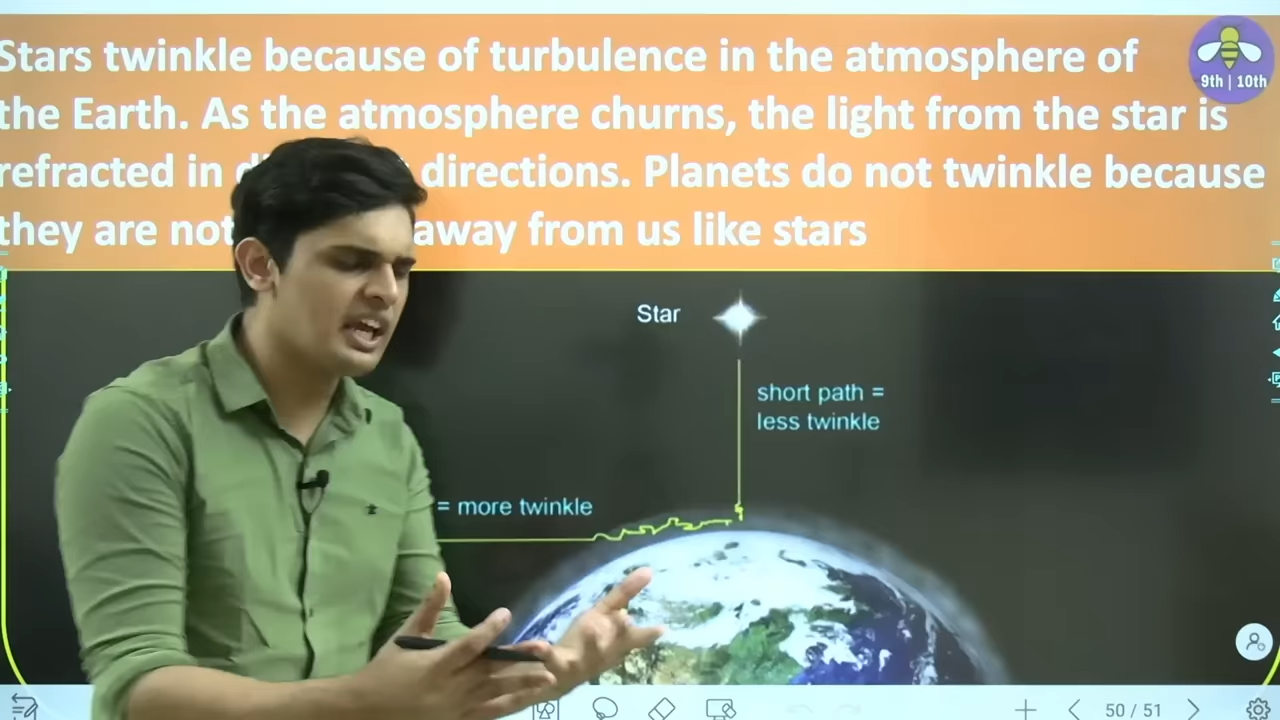 Stars twinkle because of turbulence in the atmosphere of
the Earth. As the atmosphere churns, the light from the star is
refracted in directions. Planets do not twinkle because
they are not away from us like stars
9th | 10th
Star
short path =
less twinkle
= more twinkle
50 / 51